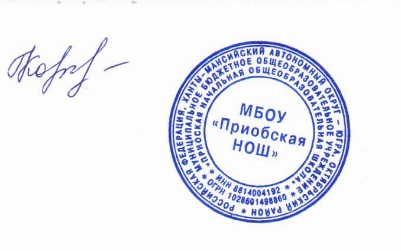 РОССИЙСКАЯ ФЕДЕРАЦИЯ, ХАНТЫ-МАНСИЙСКИЙ АВТОНОМНЫЙ ОКРУГ - ЮГРА, ОКТЯБРЬСКИЙ РАЙОН *
МУНИЦИПАЛЬНОЕ БЮДЖЕТНОЕ ОБЩЕОБРАЗОВАТЕЛЬНОЕ УЧРЕЖДЕНИЕ
"ПРИОБСКАЯ НАЧАЛЬНАЯ ОБЩЕОБРАЗОВАТЕЛЬНАЯ ШКОЛА"
* ИНН 8614004192 *
* ОГРН 1028601498860 *
МБОУ
«Приобская
НОШ»